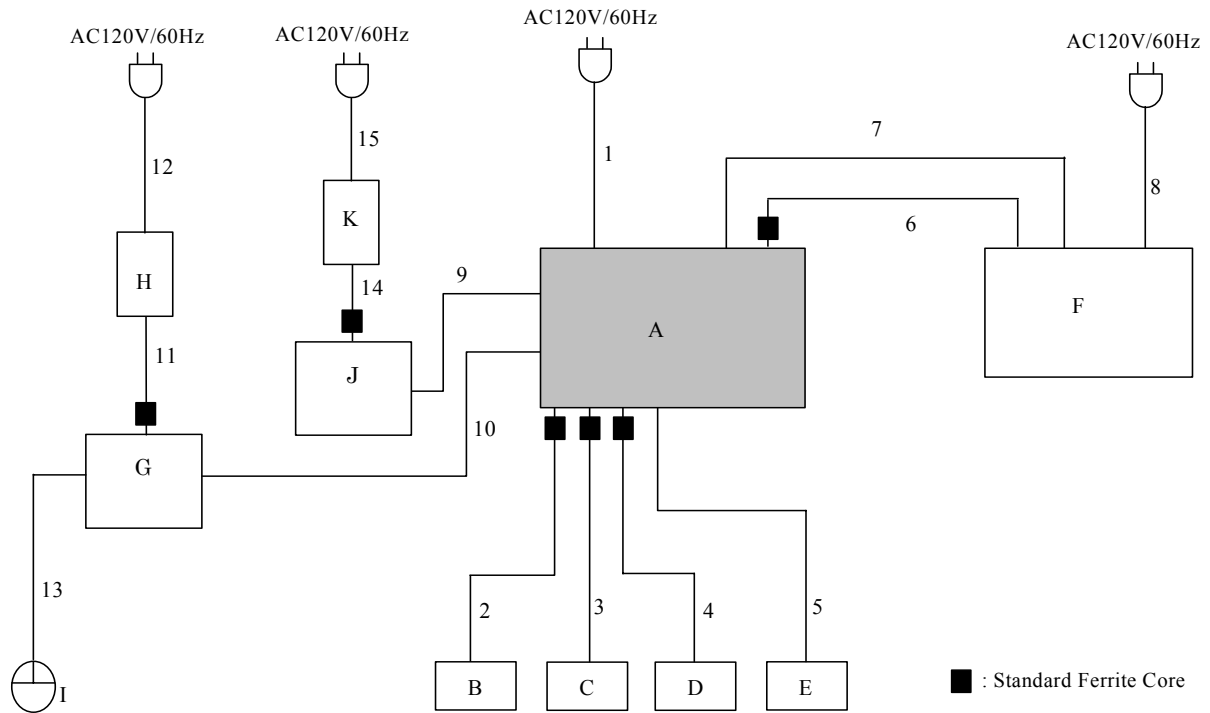 AC120V/60Hz
AC120V/60Hz
AC120V/60Hz
AC120V/60Hz
7
15
1
12
8
K
6
H
9
14
F
A
11
J
10
G
13
2
3
4
5
I
B
C
D
E
: Standard Ferrite Core